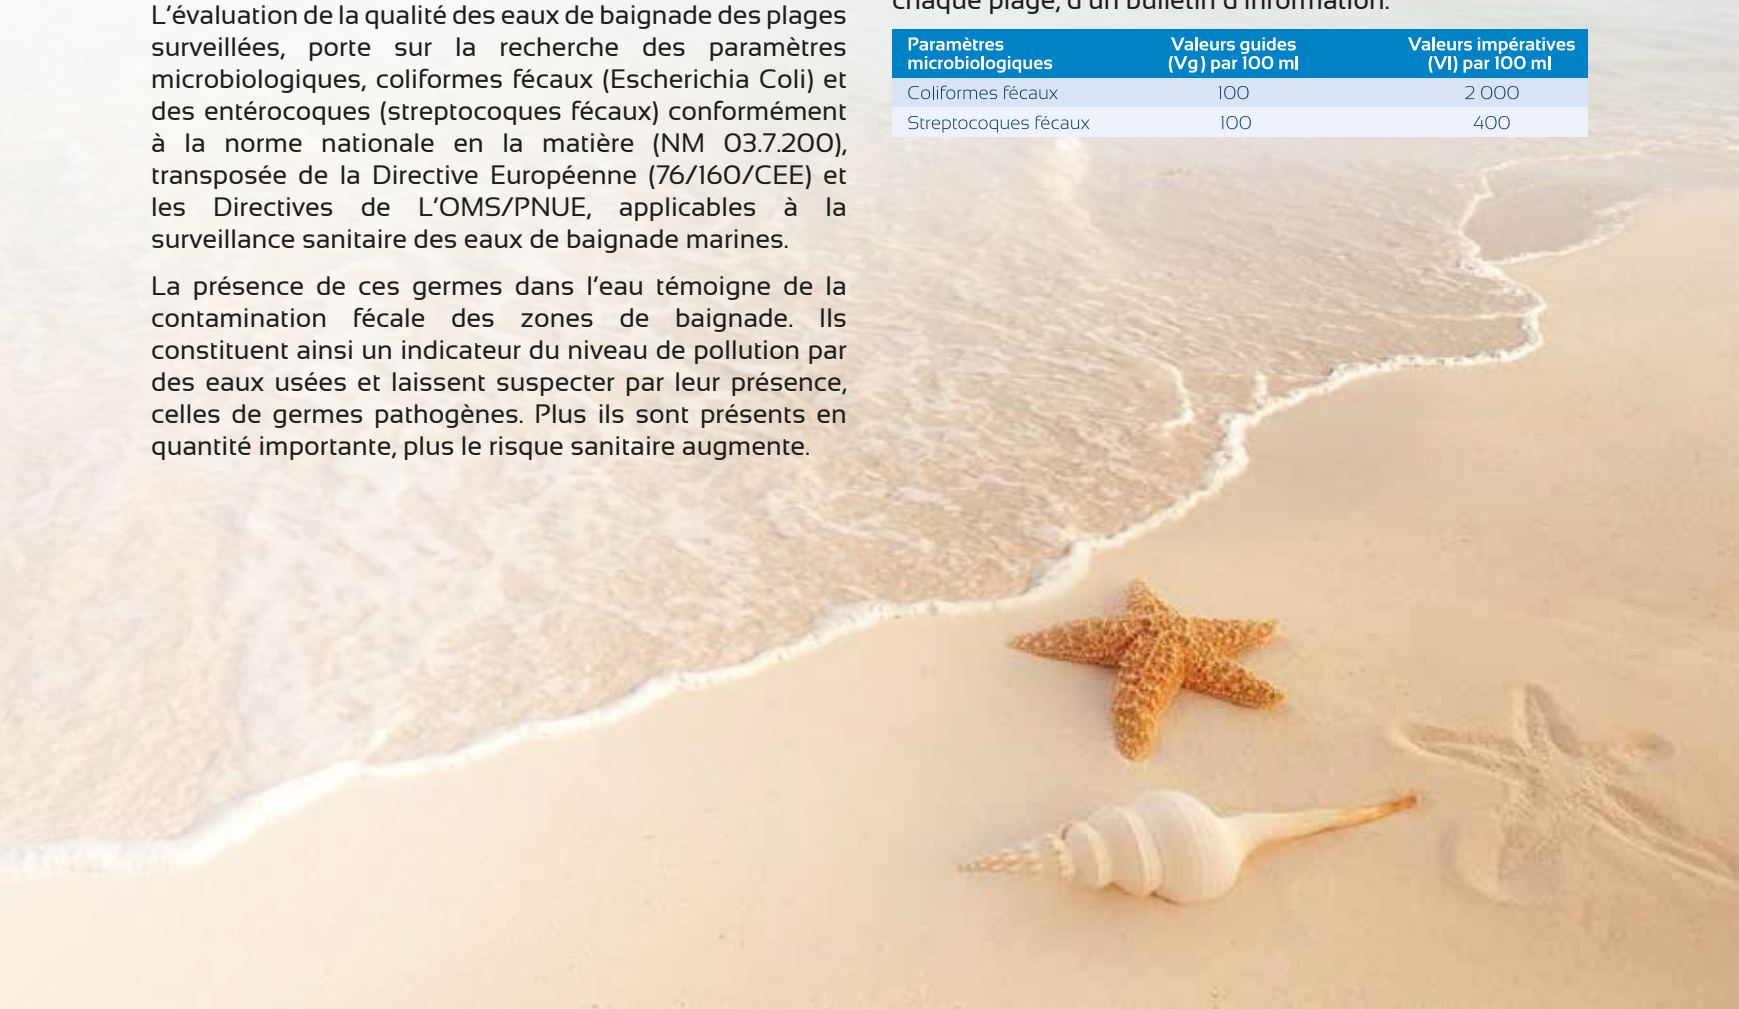 L'évaluation de la qualité des eaux de baignade des plages
surveillées, porte sur la recherche des paramètres
microbiologiques, coliformes fécaux (Escherichia Coli) et
des entérocoques (streptocoques fécaux) conformément
à la norme nationale en la matière (NM 03.7.200),
transposée de la Directive Européenne (76/160/CEE) et
les Directives de L'OMS/PNUE, applicables à la
surveillance sanitaire des eaux de baignade marines.
La présence de ces germes dans l'eau témoigne de la
contamination fécale des zones de baignade. Ils
constituent ainsi un indicateur du niveau de pollution par
des eaux usées et laissent suspecter par leur présence,
celles de germes pathogènes. Plus ils sont présents en
quantité importante, plus le risque sanitaire augmente.
chaque plage, d'un bulletin d'information.
Paramètres microbiologiques Valeurs guides (Vg) par 100 ml Valeurs impératives (VI) par 100 ml
Coliformes fécaux 100 2 000
Streptocoques fécaux 100 400